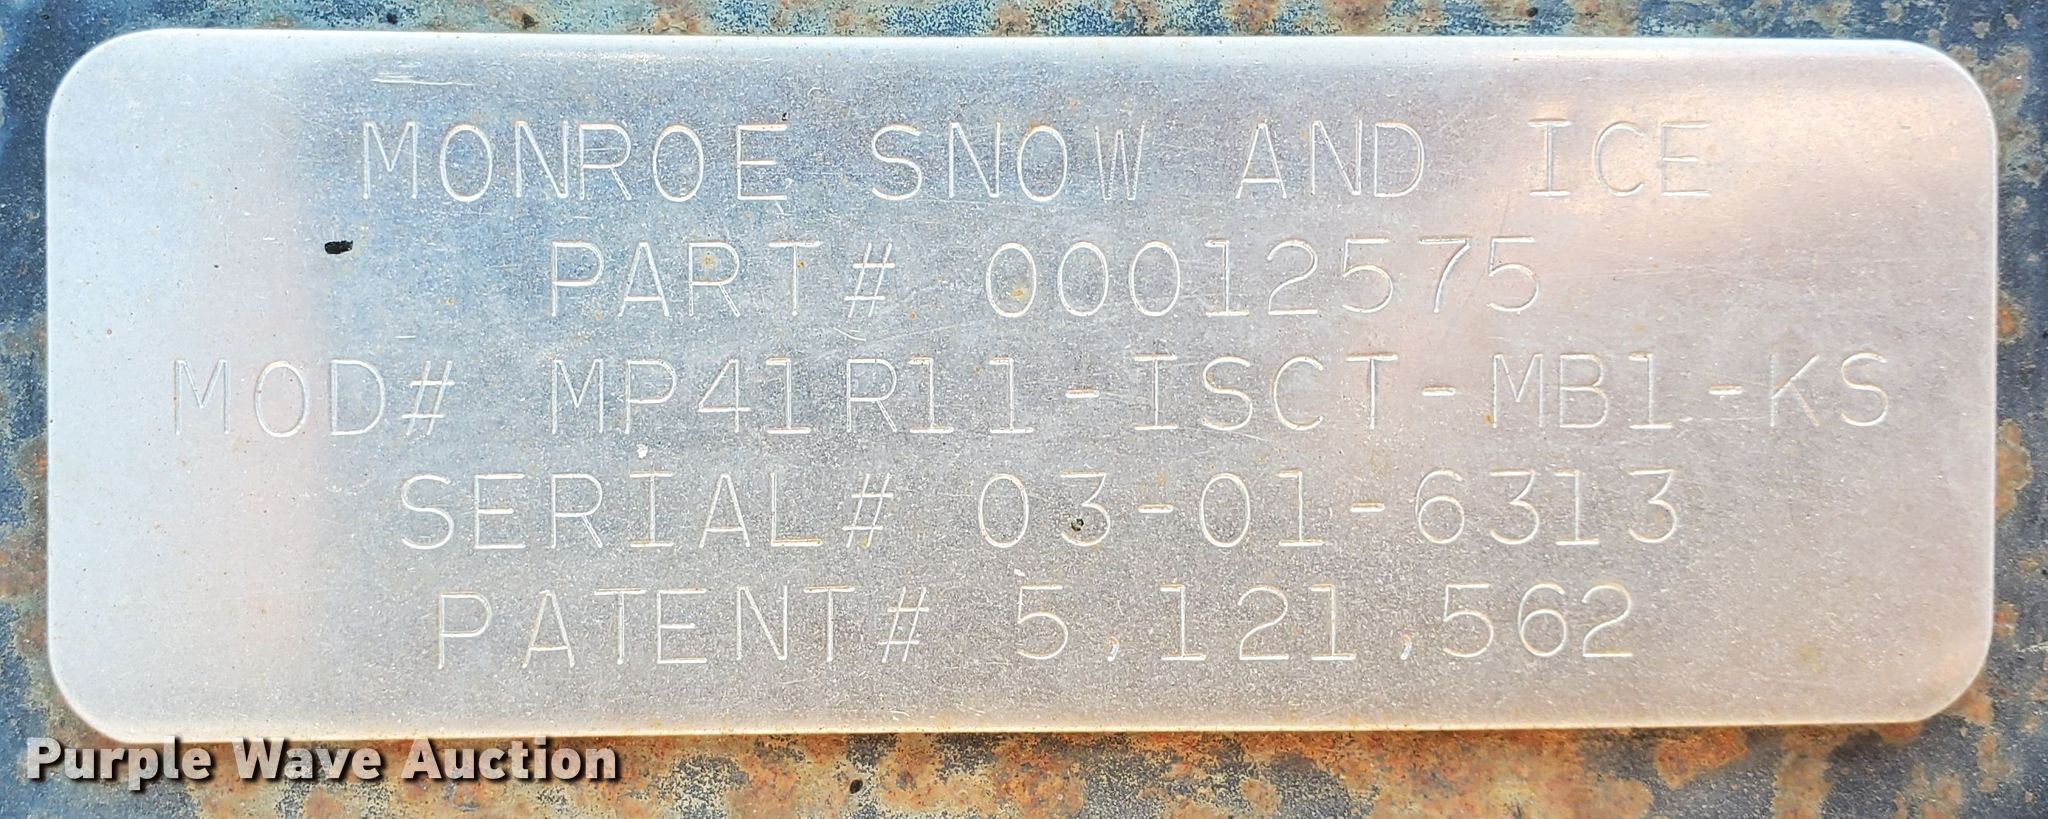 MONROE SNOW AND ICE
PART# 00012575
MOD# MP41R11-ISCT-MB1-KS
SERIAL# 03-01-6313
PATENT# 5,121,562
Purple Wave Auction